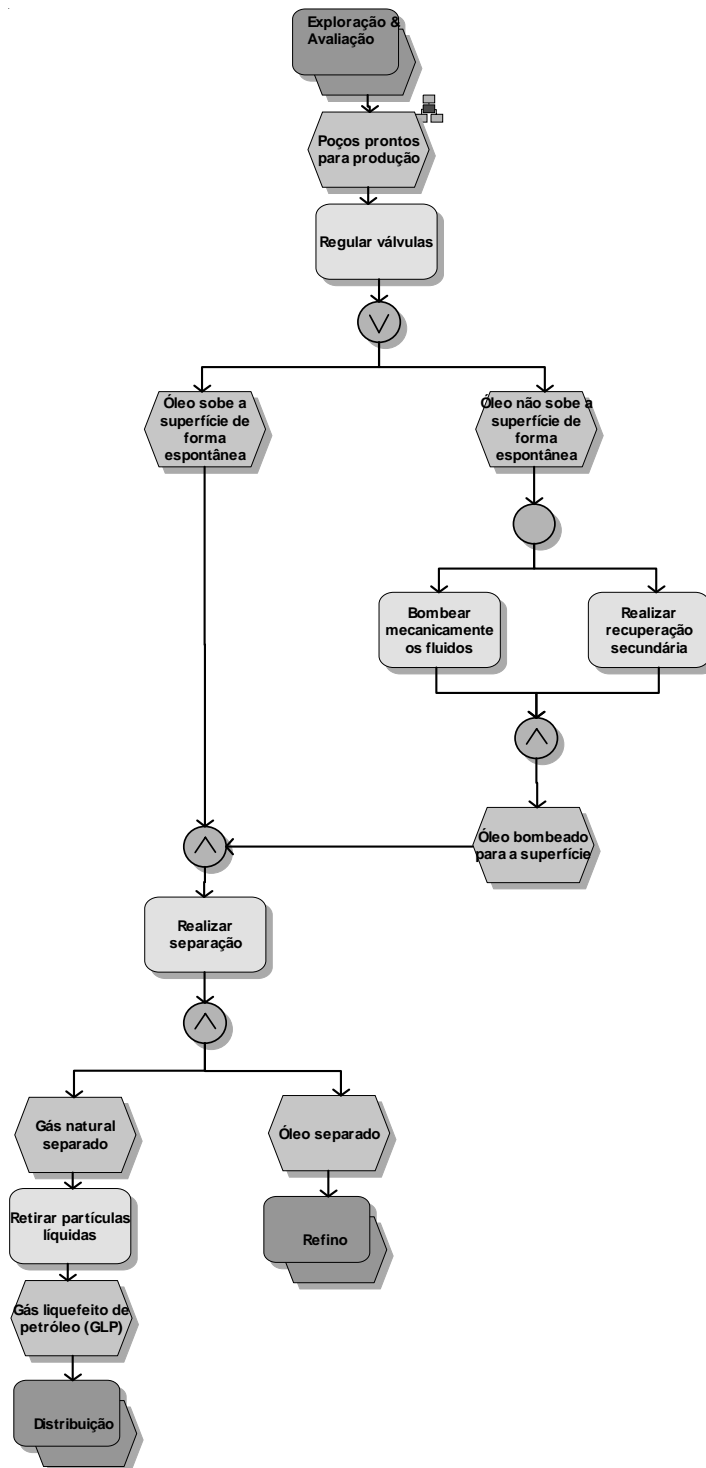 Exploração &
Avaliação
Poços prontos
para produção
Regular válvulas
Óleo sobe a
superfície de
forma
espontânea
Óleo não sobe a
superfície de
forma
espontânea
Bombear
mecanicamente
os fluidos
Realizar
recuperação
secundária
Óleo bombeado
para a superfície
Realizar
separação
Gás natural
separado
Óleo separado
Retirar partículas
líquidas
Refino
Gás liquefeito de
petróleo (GLP)
Distribuição